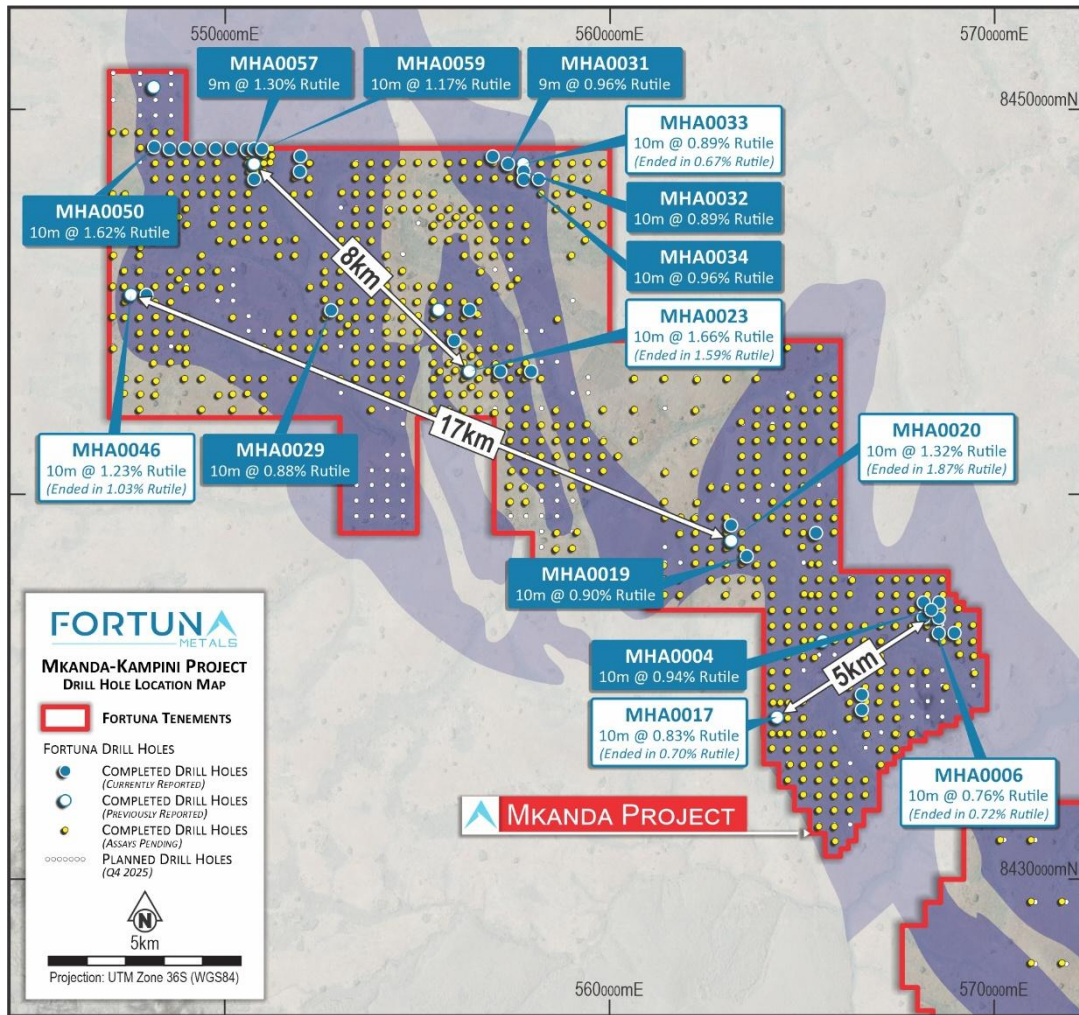 550000mE
560000mE
570000mE
8450000mN
MHA0057
9m @ 1.30% Rutile
MHA0059
10m @ 1.17% Rutile
MHA0031
9m @ 0.96% Rutile
MHA0033
10m @ 0.89% Rutile
(Ended in 0.67% Rutile)
MHA0032
10m @ 0.89% Rutile
MHA0050
10m @ 1.62% Rutile
MHA0034
10m @ 0.96% Rutile
8km
MHA0023
10m @ 1.66% Rutile
(Ended in 1.59% Rutile)
17km
MHA0046
10m @ 1.23% Rutile
(Ended in 1.03% Rutile)
MHA0029
10m @ 0.88% Rutile
MHA0020
10m @ 1.32% Rutile
(Ended in 1.87% Rutile)
MHA0019
10m @ 0.90% Rutile
MHA0004
10m @ 0.94% Rutile
5km
MHA0017
10m @ 0.83% Rutile
(Ended in 0.70% Rutile)
MHA0006
10m @ 0.76% Rutile
(Ended in 0.72% Rutile)
MKANDA PROJECT
8430000mN
560000mE
570000mE
FORTUNA
METALS
MKANDA-KAMPINI PROJECT
DRILL HOLE LOCATION MAP
FORTUNA TENEMENTS
FORTUNA DRILL HOLES
COMPLETED DRILL HOLES
(CURRENTLY REPORTED)
COMPLETED DRILL HOLES
(PREVIOUSLY REPORTED)
COMPLETED DRILL HOLES
(ASSAYS PENDING)
PLANNED DRILL HOLES
(Q4 2025)
N
5km
Projection: UTM Zone 36S (WGS84)